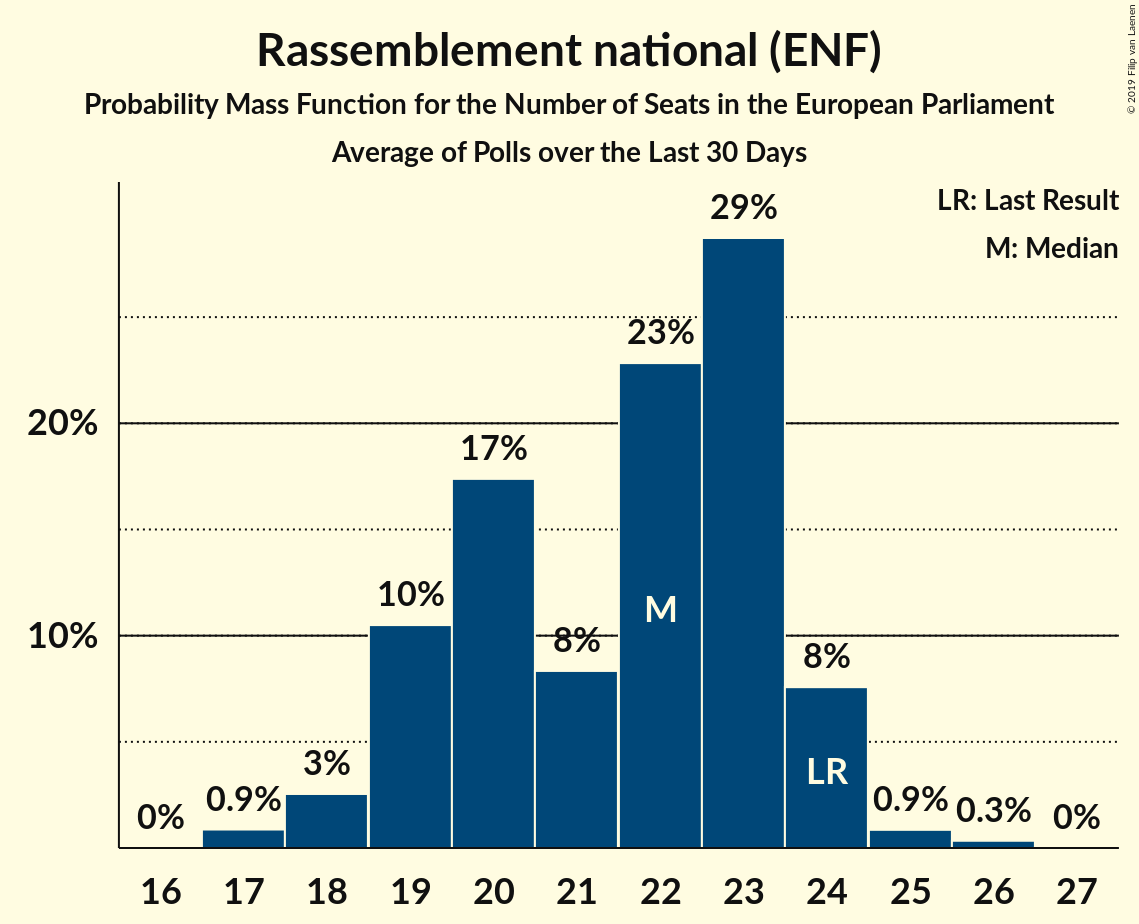 Rassemblement national (ENF)
Probability Mass Function for the Number of Seats in the European Parliament
Average of Polls over the Last 30 Days
© 2019 Filip van Laenen
LR: Last Result
M: Median
29%
23%
20%
17%
10%
10%
8%
8%
M
3%
LR
0%
0.9%
0.9%
0.3%
0%
16 17 18 19 20 21 22 23 24 25 26 27